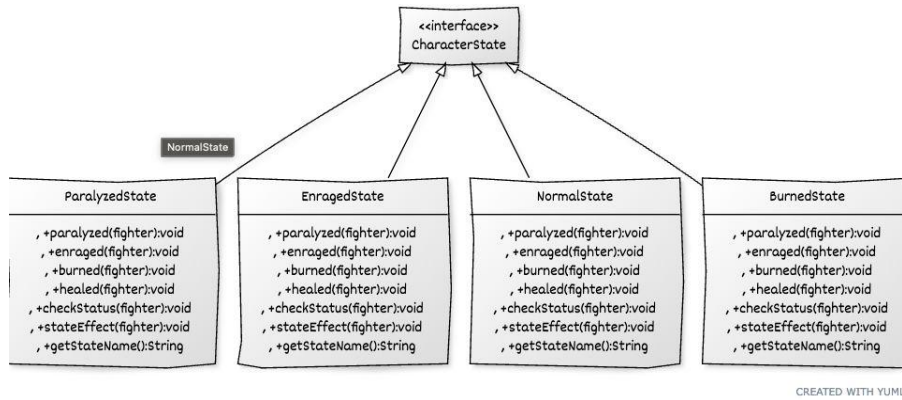 <<interface>>
CharacterState
NormalState
ParalyzedState
, +paralyzed(fighter):void
, +enraged(fighter):void
, +burned(fighter):void
, +healed(fighter):void
, +checkStatus(fighter):void
, +stateEffect(fighter):void
, +getStateName():String
EnragedState
, +paralyzed(fighter):void
, +enraged(fighter):void
, +burned(fighter):void
, +healed(fighter):void
, +checkStatus(fighter):void
, +stateEffect(fighter):void
, +getStateName():String
NormalState
, +paralyzed(fighter):void
, +enraged(fighter):void
, +burned(fighter):void
, +healed(fighter):void
, +checkStatus(fighter):void
, +stateEffect(fighter):void
, +getStateName():String
BurnedState
, +paralyzed(fighter):void
, +enraged(fighter):void
, +burned(fighter):void
, +healed(fighter):void
, +checkStatus(fighter):void
, +stateEffect(fighter):void
, +getStateName():String
CREATED WITH YUML